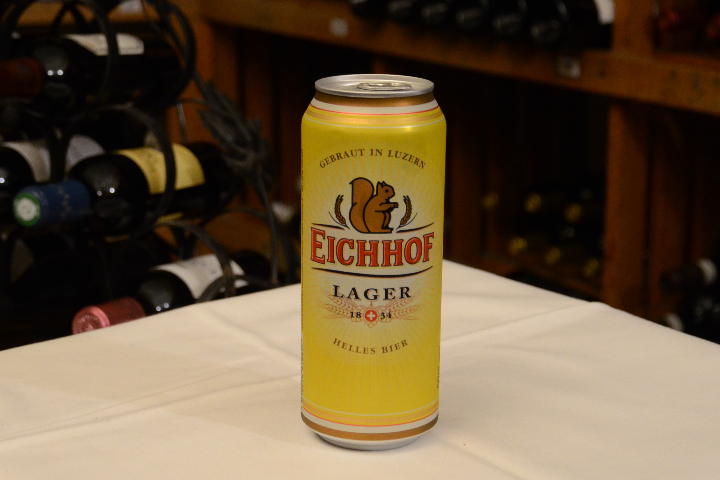 GEBRAUT IN LUZERN
EICHHOF
LAGER
18 34
HELLES BIER